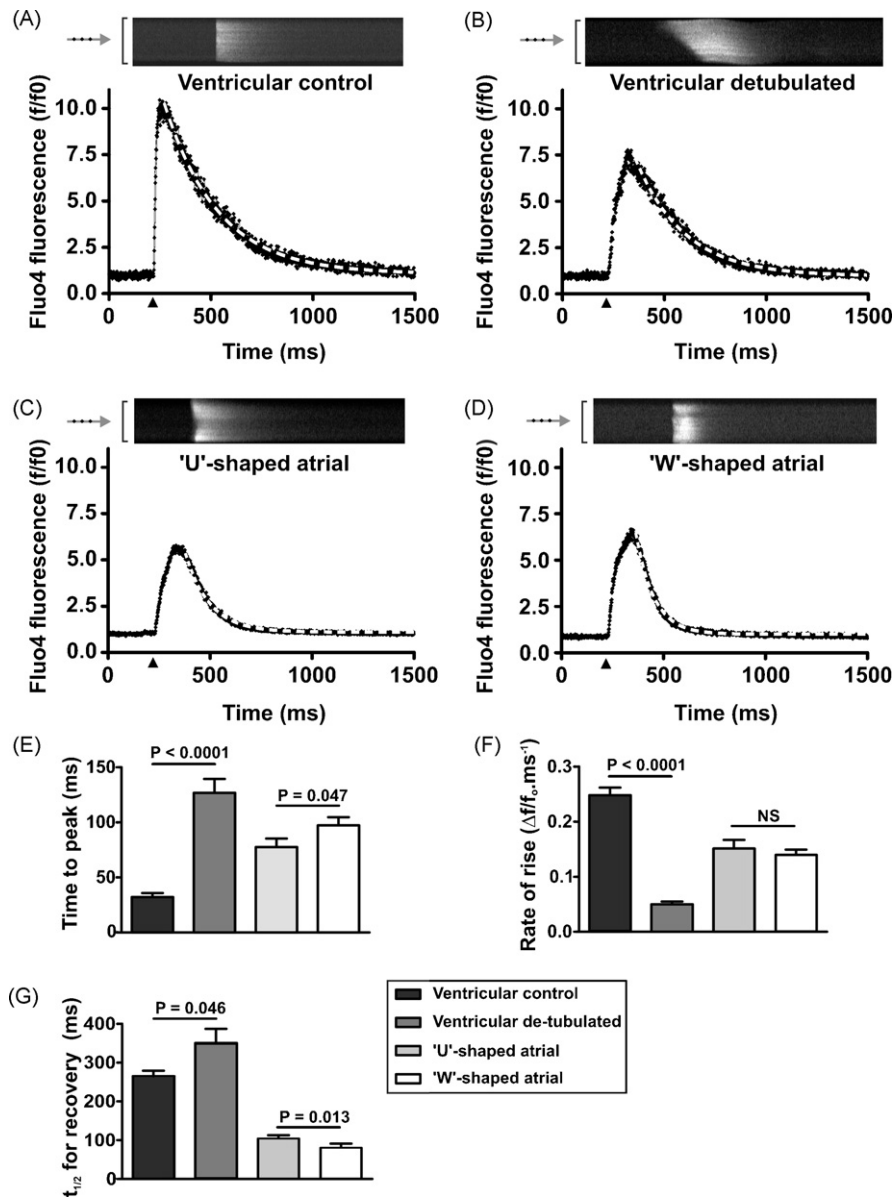 (A)
Ventricular control
Fluo4 fluorescence (f/f0)
10.0
7.5
5.0
2.5
0.0
0 500 1000 1500
Time (ms)
(B)
Ventricular detubulated
Fluo4 fluorescence (f/f0)
10.0
7.5
5.0
2.5
0.0
0 500 1000 1500
Time (ms)
(C)
'U'-shaped atrial
Fluo4 fluorescence (f/f0)
10.0
7.5
5.0
2.5
0.0
0 500 1000 1500
Time (ms)
(D)
'W'-shaped atrial
Fluo4 fluorescence (f/f0)
10.0
7.5
5.0
2.5
0.0
0 500 1000 1500
Time (ms)
(E)
Time to peak (ms)
150
100
50
0
P < 0.0001
P = 0.047
(F)
Rate of rise (Δf/fₒ.ms⁻¹)
0.3
0.2
0.1
0.0
P < 0.0001
NS
(G)
t₁/₂ for recovery (ms)
400
300
200
100
0
P = 0.046
P = 0.013
Ventricular control
Ventricular de-tubulated
'U'-shaped atrial
'W'-shaped atrial